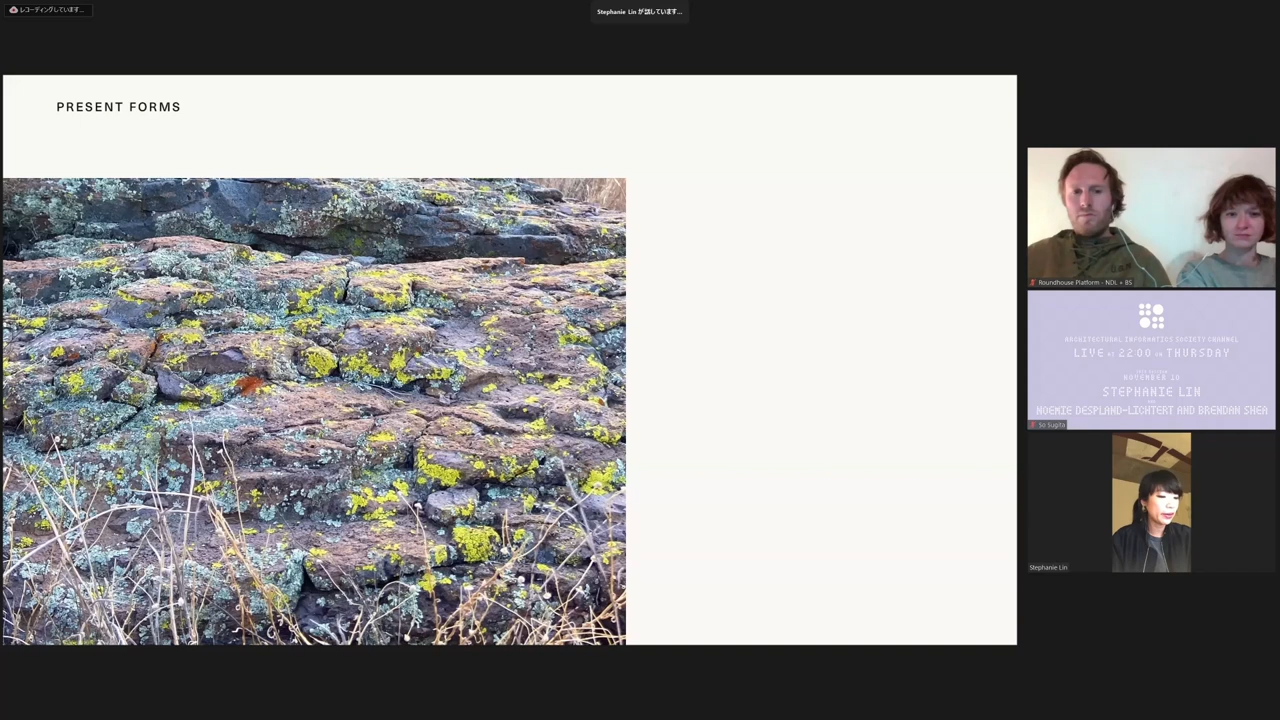 レコーディングしています...
Stephanie Lin が話しています...
PRESENT FORMS
Roundhouse Platform - NDL + BS
ARCHITECTURAL INFORMATICS SOCIETY CHANNEL
LIVE at 22:00 on THURSDAY
STEPHANIE LIN
AND
NOEMIE DESPLAND-LICHTERT AND BRENDAN SHEA
So Sugita
Stephanie Lin